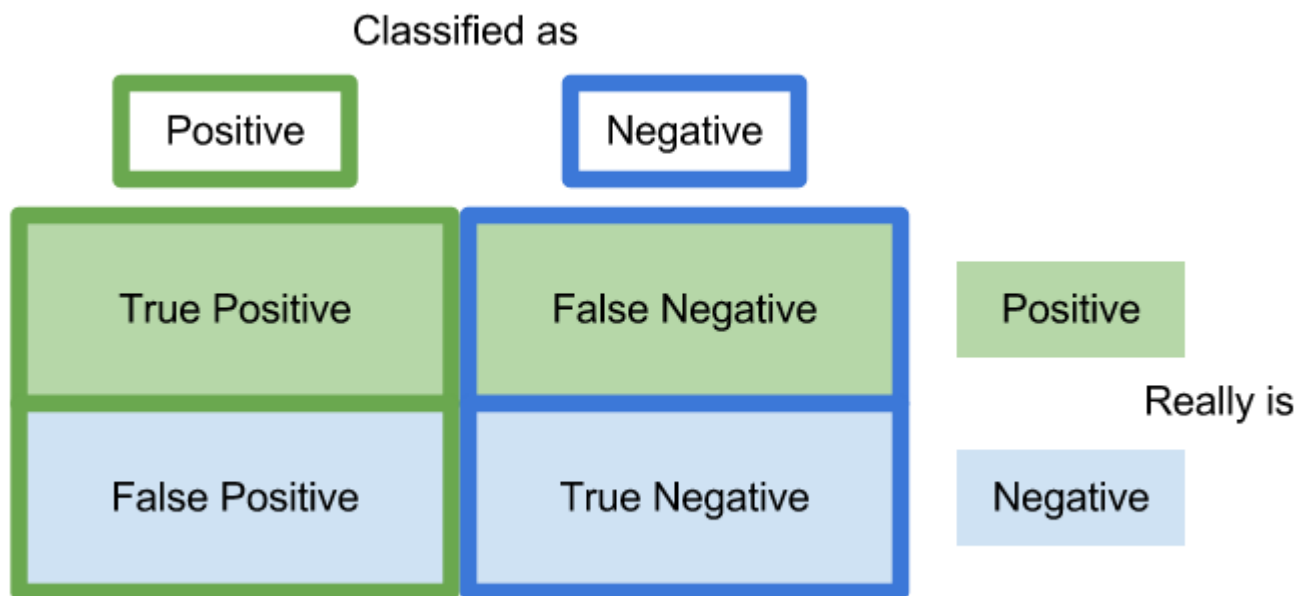 Classified as
Positive
Negative
True Positive
False Negative
Positive
Really is
False Positive
True Negative
Negative